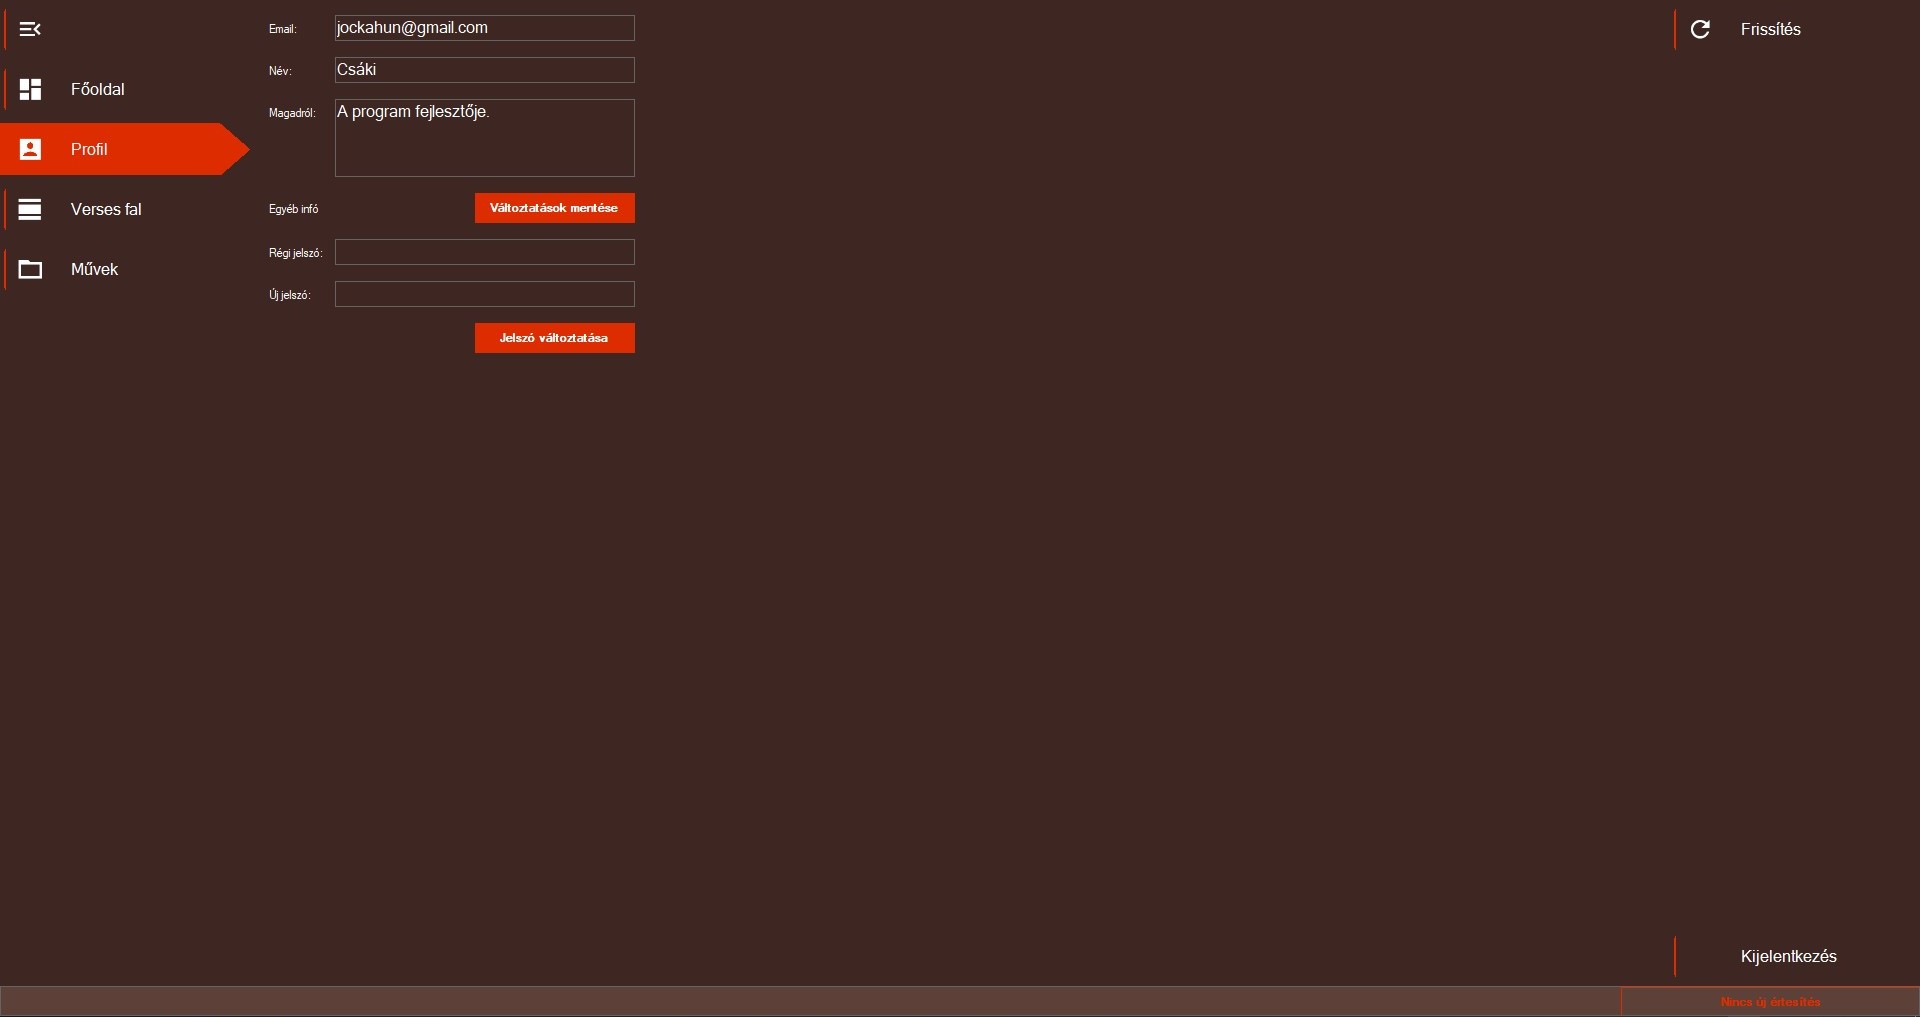 Főoldal
Profil
Verses fal
Művek
Email: jockahun@gmail.com
Név: Csáki
Magadról: A program fejlesztője.
Egyéb infó
Változtatások mentése
Régi jelszó:
Új jelszó:
Jelszó változtatása
Frissítés
Kijelentkezés
Nincs új értesítés